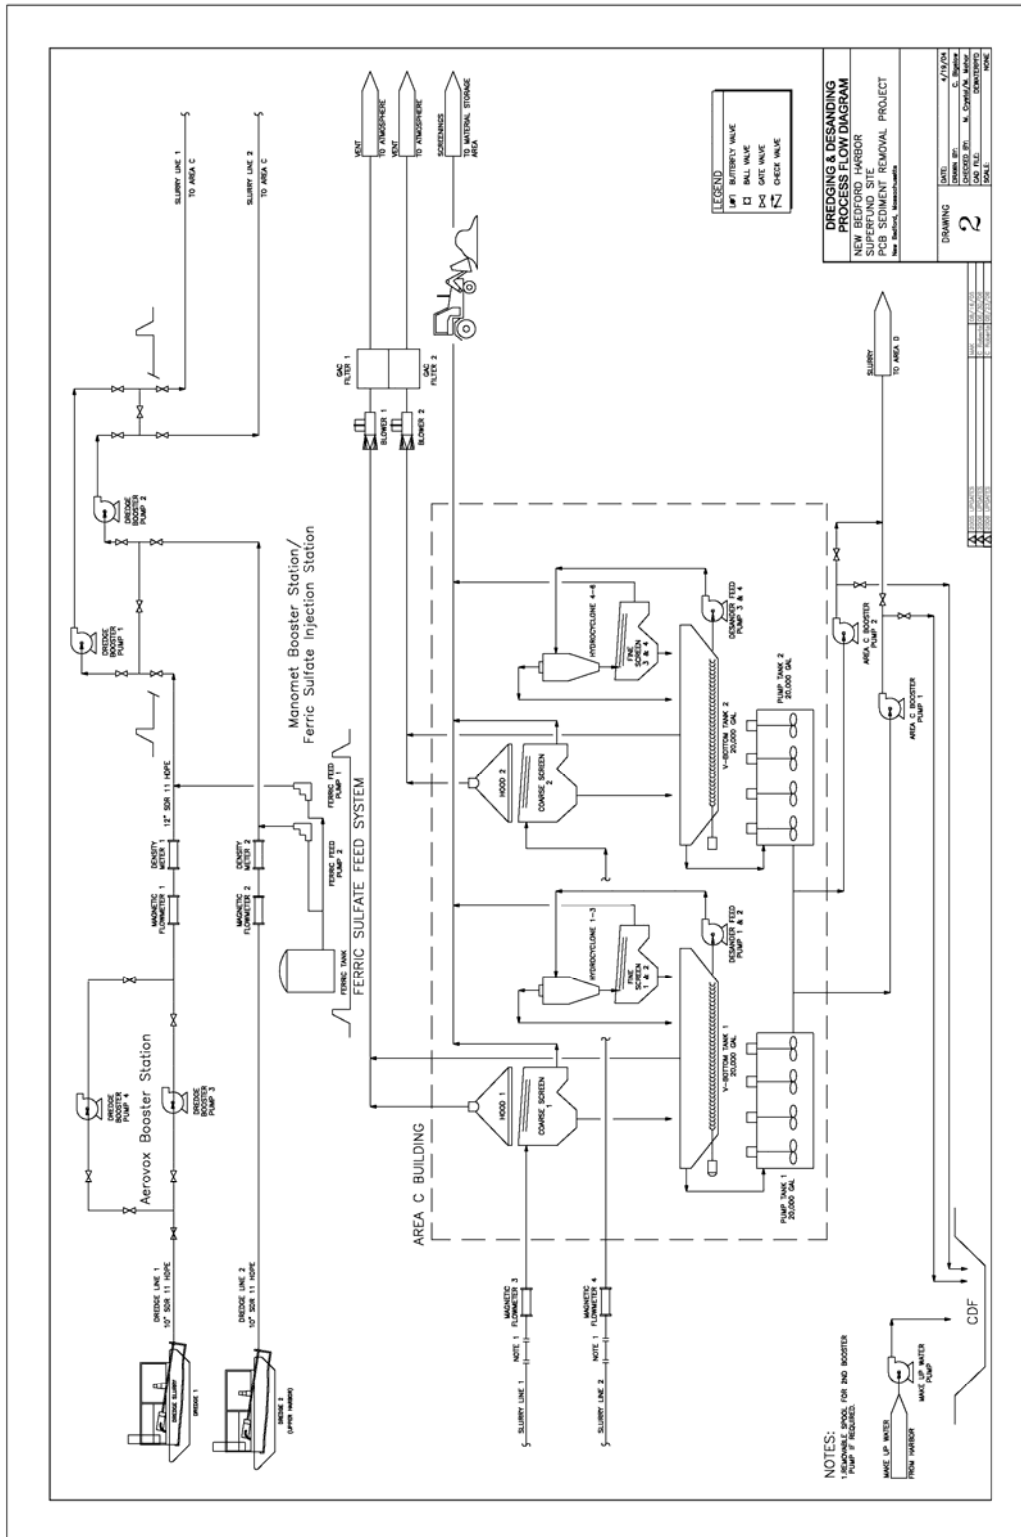 DREDGE SLURRY
DREDGE 1
DREDGE LINE 1
10" SDR 11 HDPE
DREDGE 2
(UPPER HARBOR)
DREDGE LINE 2
10" SDR 11 HDPE
DREDGE
BOOSTER
PUMP 4
DREDGE
BOOSTER
PUMP 3
Aerovox Booster Station
MAGNETIC
FLOWMETER 1
DENSITY
METER 1
12" SDR 11 HDPE
MAGNETIC
FLOWMETER 2
DENSITY
METER 2
DREDGE
BOOSTER
PUMP 1
DREDGE
BOOSTER
PUMP 2
SLURRY LINE 1
TO AREA C
SLURRY LINE 2
TO AREA C
Manomet Booster Station/
Ferric Sulfate Injection Station
FERRIC TANK
FERRIC FEED
PUMP 2
FERRIC FEED
PUMP 1
FERRIC SULFATE FEED SYSTEM
BLOWER 1
BLOWER 2
GAC
FILTER 1
GAC
FILTER 2
VENT
TO ATMOSPHERE
VENT
TO ATMOSPHERE
SCREENINGS
TO MATERIAL STORAGE
AREA
AREA C BUILDING
SLURRY LINE 1
NOTE 1
MAGNETIC
FLOWMETER 3
SLURRY LINE 2
NOTE 1
MAGNETIC
FLOWMETER 4
HOOD 1
COARSE SCREEN
1
HYDROCYCLONE 1-3
FINE
SCREEN
1 & 2
DESANDER FEED
PUMP 1 & 2
V-BOTTOM TANK 1
20,000 GAL
PUMP TANK 1
20,000 GAL
HOOD 2
COARSE SCREEN
2
HYDROCYCLONE 4-6
FINE
SCREEN
3 & 4
DESANDER FEED
PUMP 3 & 4
V-BOTTOM TANK 2
20,000 GAL
PUMP TANK 2
20,000 GAL
AREA C BOOSTER
PUMP 2
AREA C BOOSTER
PUMP 1
SLURRY
TO AREA D
NOTES:
1. REMOVABLE SPOOL FOR 2ND BOOSTER
PUMP IF REQUIRED.
MAKE UP WATER
FROM HARBOR
MAKE UP WATER
PUMP
CDF
LEGEND
BUTTERFLY VALVE
BALL VALVE
GATE VALVE
CHECK VALVE
DREDGING & DESANDING
PROCESS FLOW DIAGRAM
NEW BEDFORD HARBOR
SUPERFUND SITE
PCB SEDIMENT REMOVAL PROJECT
New Bedford, Massachusetts
DRAWING
2
DATE: 4/19/04
DRAWN BY: C.
CHECKED BY:
CAD FILE:
SCALE: NONE